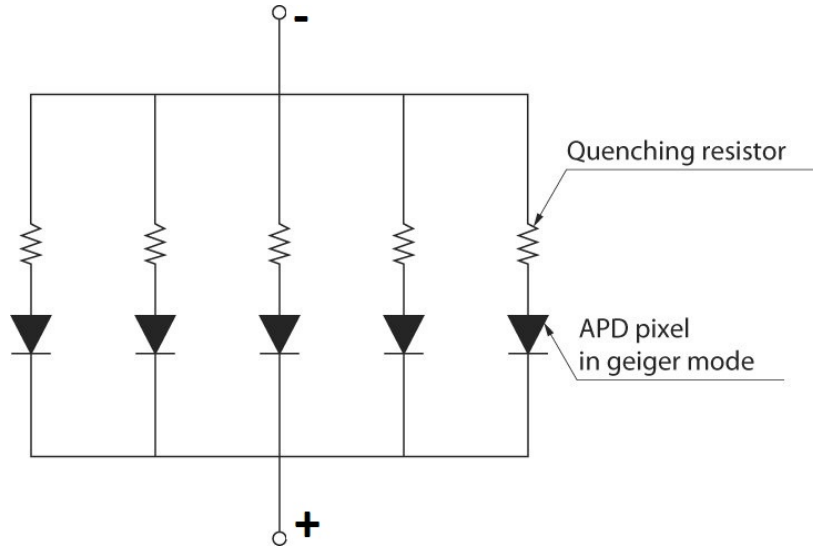 -
Quenching resistor
APD pixel
in geiger mode
+